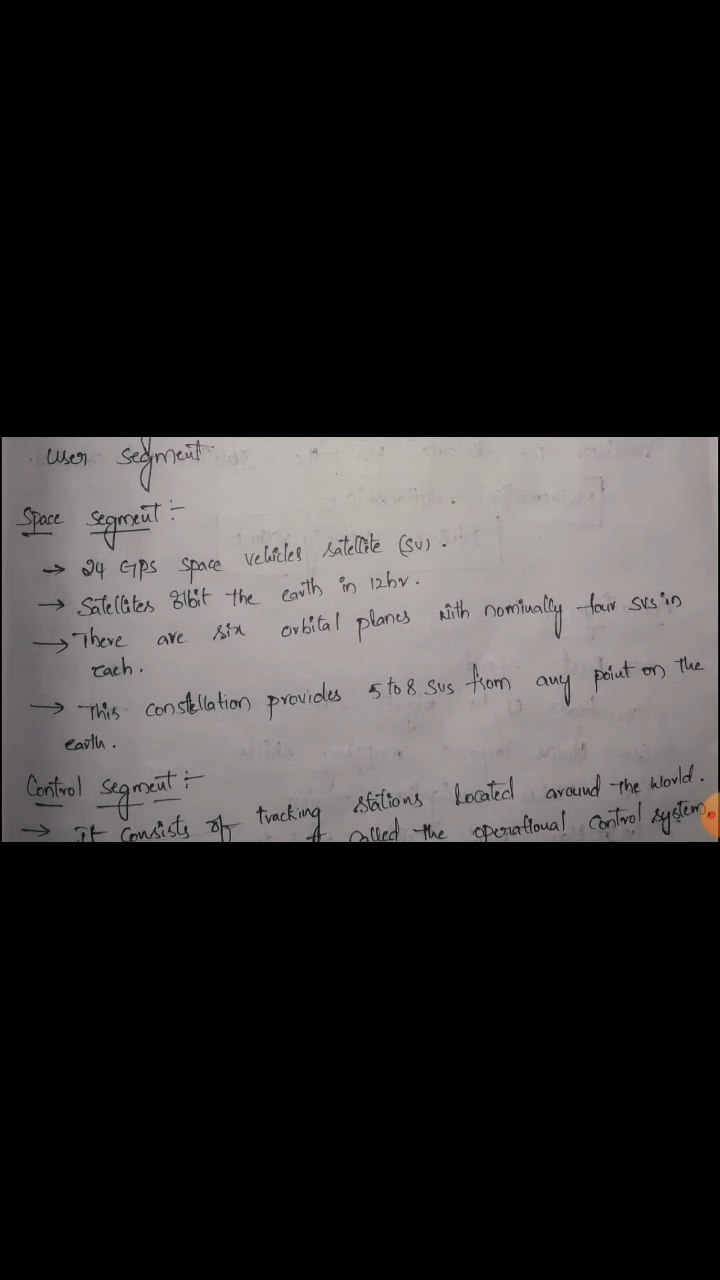 User segment
Space segment :-
→ 24 GPS space vehicles satellite (SV).
→ Satellites orbit the earth in 12hr.
→ There are six orbital planes with nominally four SVs in
each.
→ This constellation provides 5 to 8 SVs from any point on the
earth.
Control segment :-
→ It consists of tracking stations located around the world.
called the operational control system